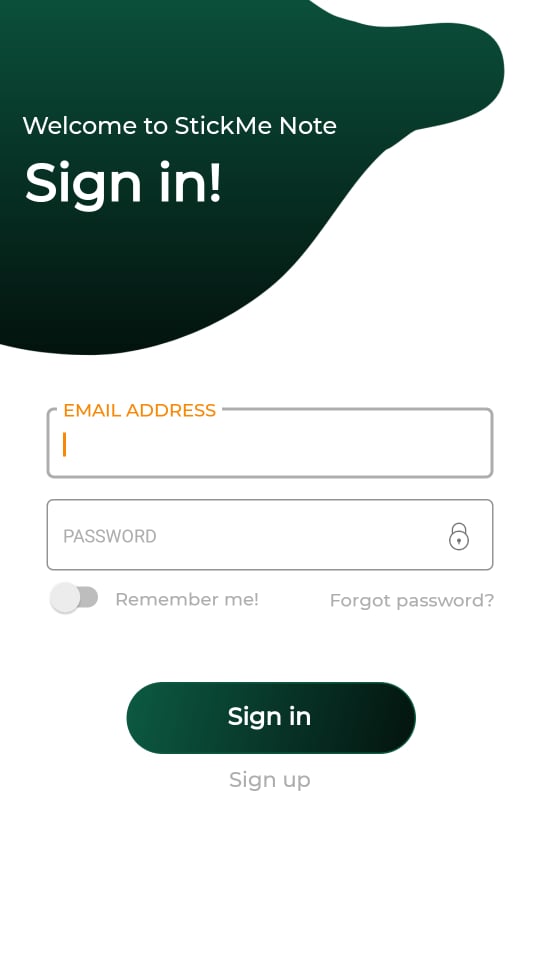 Welcome to StickMe Note
Sign in!
EMAIL ADDRESS
PASSWORD
Remember me! Forgot password?
Sign in
Sign up